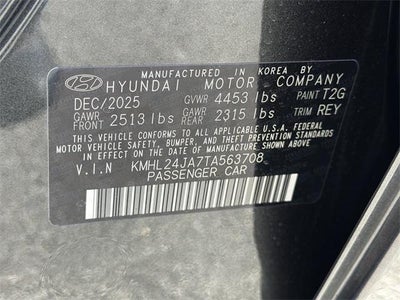 MANUFACTURED IN KOREA
HYUNDAI MOTOR COMPANY
DEC/2025 GVWR 4453 lbs PAINT T2G
GAWR FRONT 2513 lbs GAWR REAR 2315 lbs TRIM REY
THIS VEHICLE CONFORMS TO ALL APPLICABLE FEDERAL
MOTOR VEHICLE SAFETY, BUMPER, AND THEFT PREVENTION STANDARDS
IN EFFECT ON THE DATE OF MANUFACTURE SHOWN ABOVE.
V.I.N KMHL24JA7TA563708
PASSENGER CAR